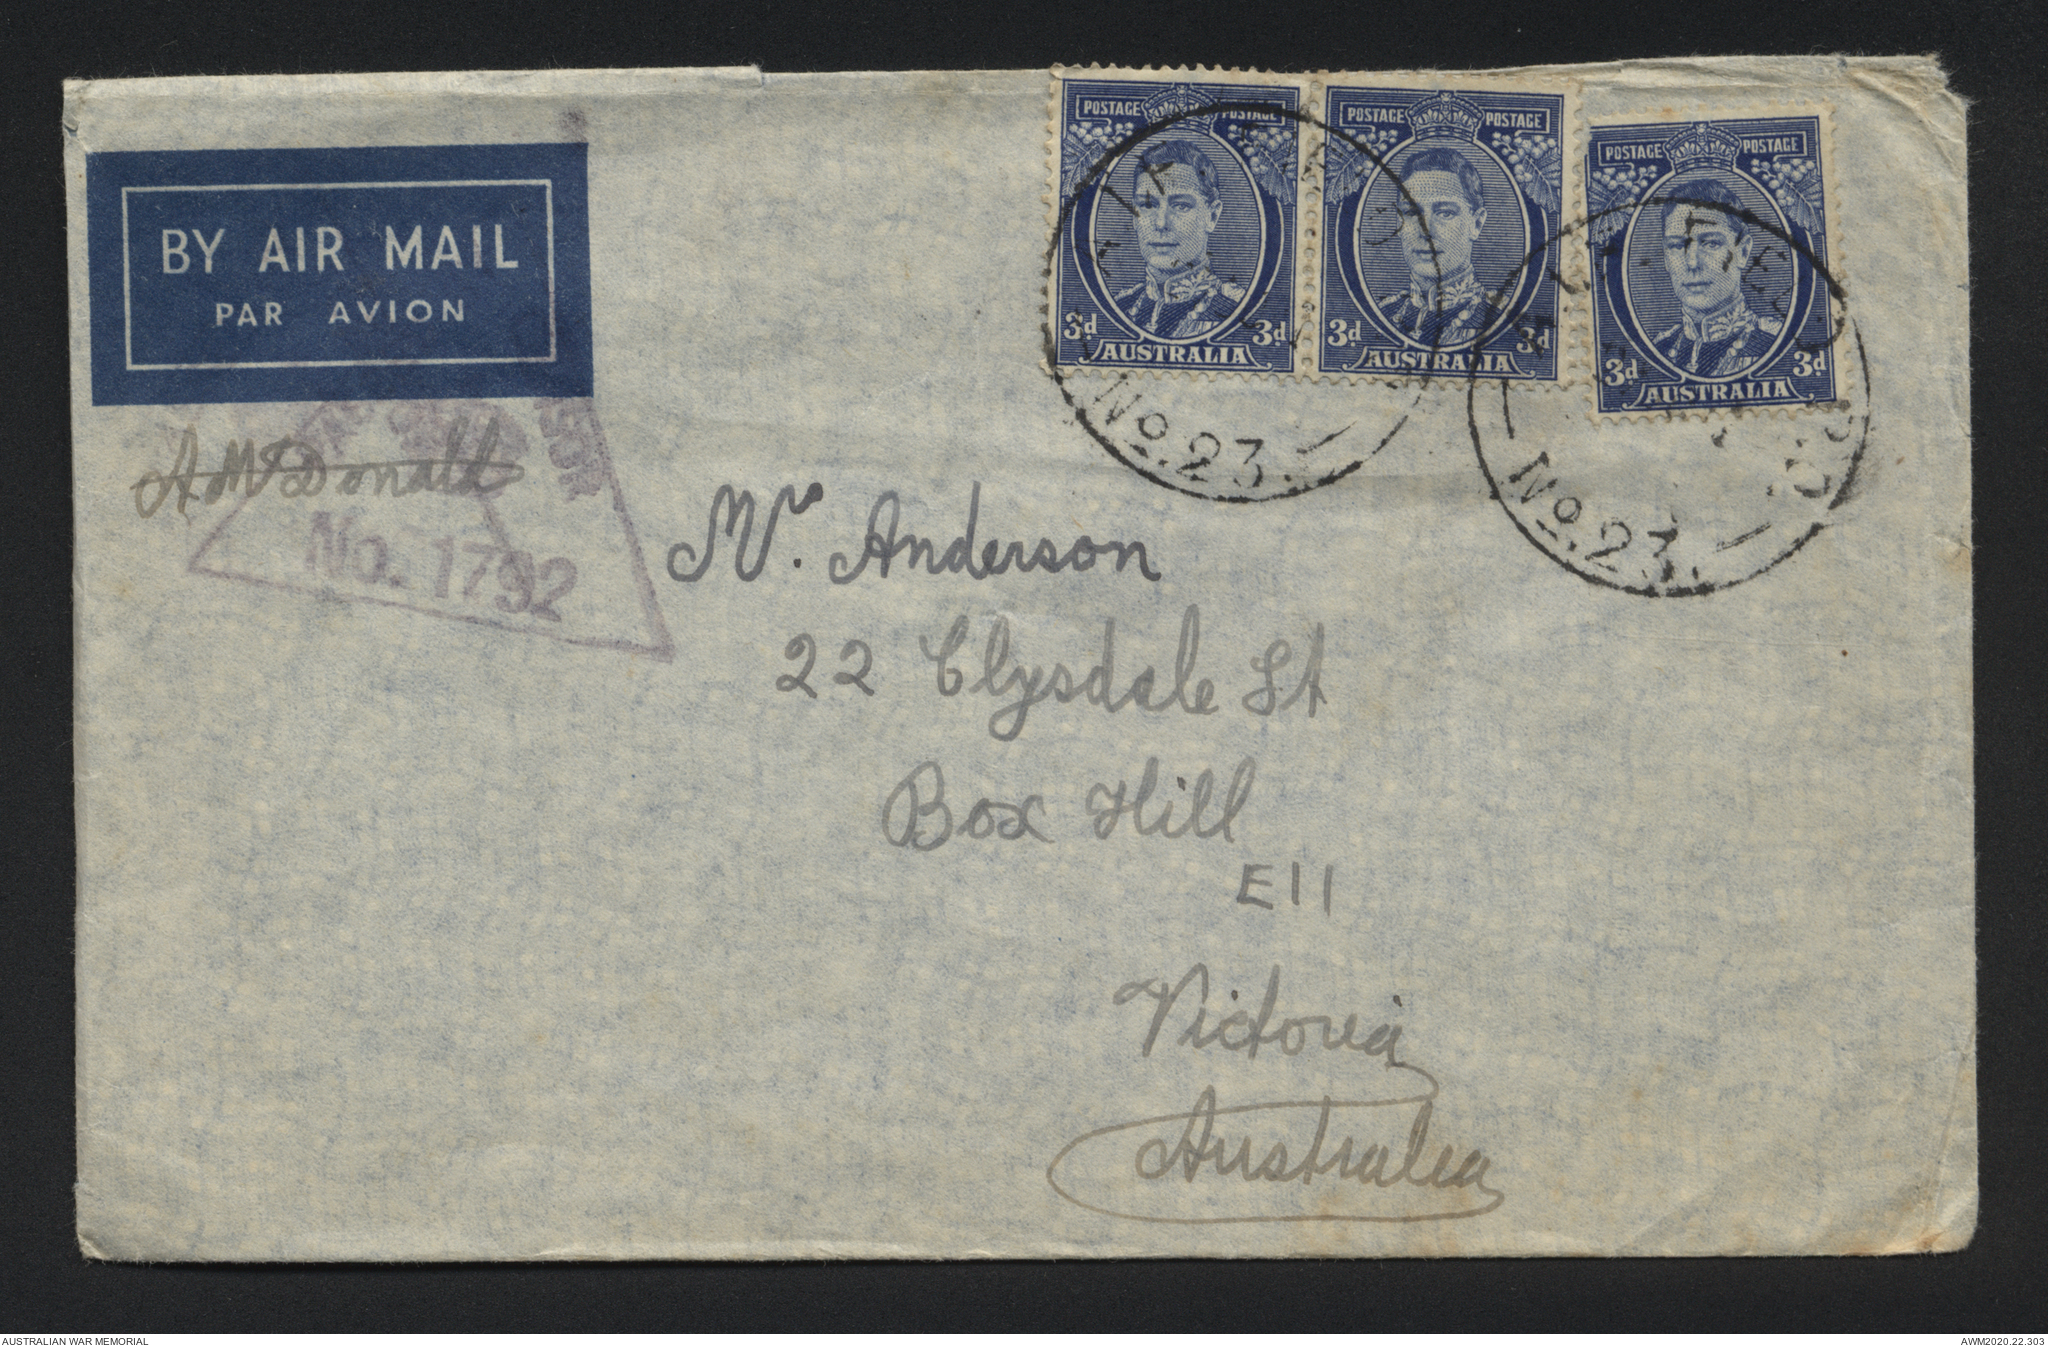 BY AIR MAIL
PAR AVION
POSTAGE POSTAGE
3d 3d
AUSTRALIA
POSTAGE POSTAGE
3d 3d
AUSTRALIA
POSTAGE POSTAGE
3d 3d
AUSTRALIA
A.I.F. FIELD P.O.
No. 23.
A.I.F. FIELD P.O.
No. 23.
A McDonald
No. 1792
Mr. Anderson
22 Clysdale St
Box Hill
E11
Victoria
Australia
AUSTRALIAN WAR MEMORIAL
AWM2020.22.303